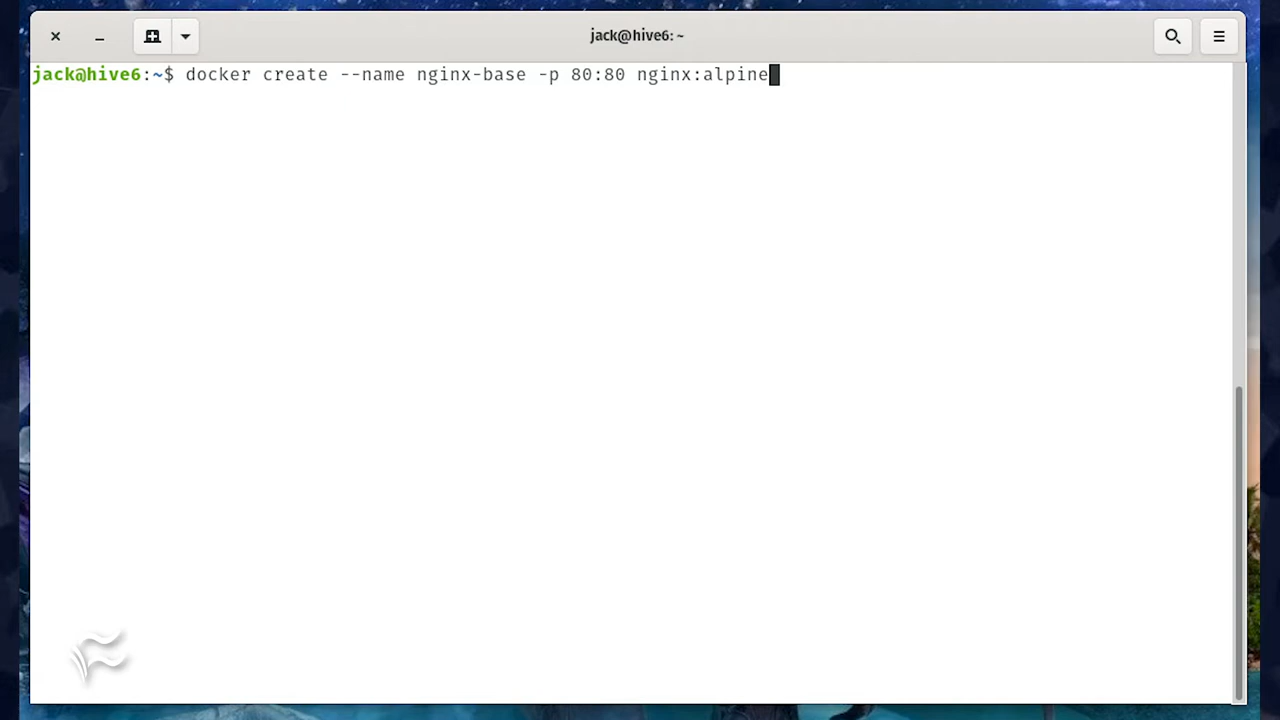 jack@hive6: ~
jack@hive6:~$ docker create --name nginx-base -p 80:80 nginx:alpine